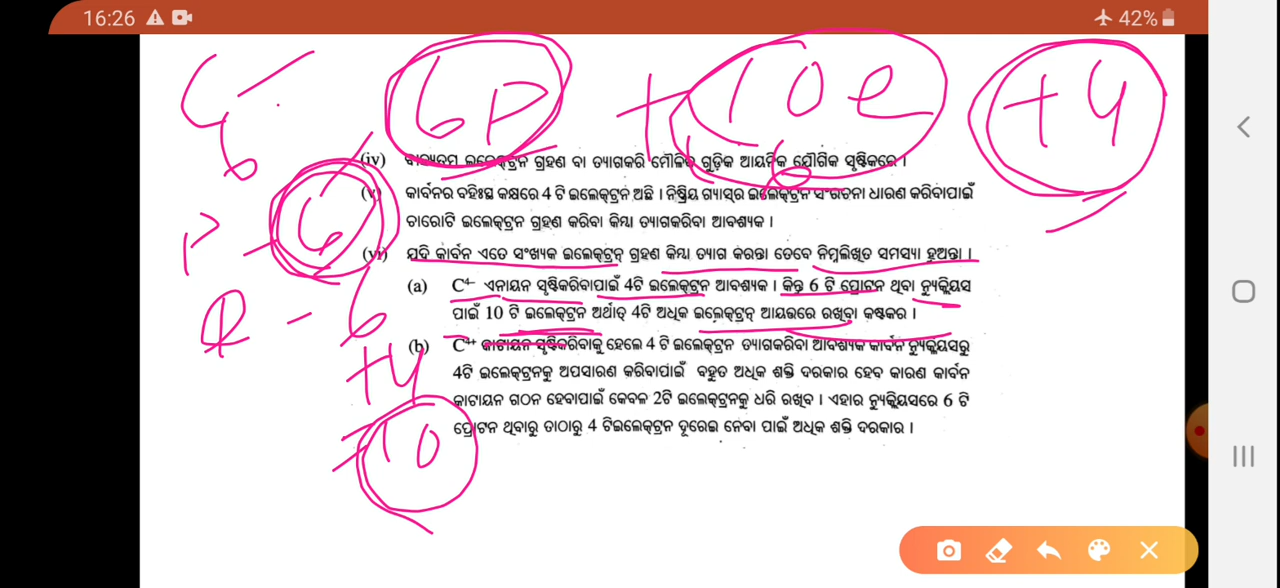 16:26
42%
C 6P + 10e +4
6
6
P - 6
e - 6
+4
= 10
(iv) ବାହ୍ୟତମ ଇଲେକ୍ଟ୍ରନ ଗ୍ରହଣ ବା ତ୍ୟାଗକରି ମୌଳିକ ଗୁଡ଼ିକ ଆୟନିକ ଯୌଗିକ ସୃଷ୍ଟିକରେ ।
(v) କାର୍ବନର ବହିଃସ୍ଥ କକ୍ଷରେ 4 ଟି ଇଲେକ୍ଟ୍ରନ ଅଛି । ନିଷ୍କ୍ରିୟ ଗ୍ୟାସ୍‌ର ଇଲେକ୍ଟ୍ରନ ସଂରଚନା ଧାରଣ କରିବାପାଇଁ
ଚାରୋଟି ଇଲେକ୍ଟ୍ରନ ଗ୍ରହଣ କରିବା କିମ୍ବା ତ୍ୟାଗକରିବା ଆବଶ୍ୟକ ।
(vi) ଯଦି କାର୍ବନ ଏତେ ସଂଖ୍ୟକ ଇଲେକ୍ଟ୍ରନ୍ ଗ୍ରହଣ କିମ୍ବା ତ୍ୟାଗ କରନ୍ତା ତେବେ ନିମ୍ନଲିଖିତ ସମସ୍ୟା ହୁଅନ୍ତା ।
(a) C⁴⁻ ଏନାୟନ ସୃଷ୍ଟିକରିବାପାଇଁ 4ଟି ଇଲେକ୍ଟ୍ରନ ଆବଶ୍ୟକ । କିନ୍ତୁ 6 ଟି ପ୍ରୋଟନ ଥିବା ନ୍ୟୁକ୍ଲିୟସ
ପାଇଁ 10 ଟି ଇଲେକ୍ଟ୍ରନ ଅର୍ଥାତ୍ 4ଟି ଅଧିକ ଇଲେକ୍ଟ୍ରନ୍ ଆୟତ୍ତରେ ରଖିବା କଷ୍ଟକର ।
(b) C⁴⁺ କାଟାୟନ ସୃଷ୍ଟିକରିବାକୁ ହେଲେ 4 ଟି ଇଲେକ୍ଟ୍ରନ ତ୍ୟାଗକରିବା ଆବଶ୍ୟକ କାର୍ବନ ନ୍ୟୁକ୍ଲିୟସରୁ
4ଟି ଇଲେକ୍ଟ୍ରନକୁ ଅପସାରଣ କରିବାପାଇଁ ବହୁତ ଅଧିକ ଶକ୍ତି ଦରକାର ହେବ କାରଣ କାର୍ବନ
କାଟାୟନ ଗଠନ ହେବାପାଇଁ କେବଳ 2ଟି ଇଲେକ୍ଟ୍ରନକୁ ଧରି ରଖିବ । ଏହାର ନ୍ୟୁକ୍ଲିୟସରେ 6 ଟି
ପ୍ରୋଟନ ଥିବାରୁ ତାଠାରୁ 4 ଟିଇଲେକ୍ଟ୍ରନ ଦୂରେଇ ନେବା ପାଇଁ ଅଧିକ ଶକ୍ତି ଦରକାର ।